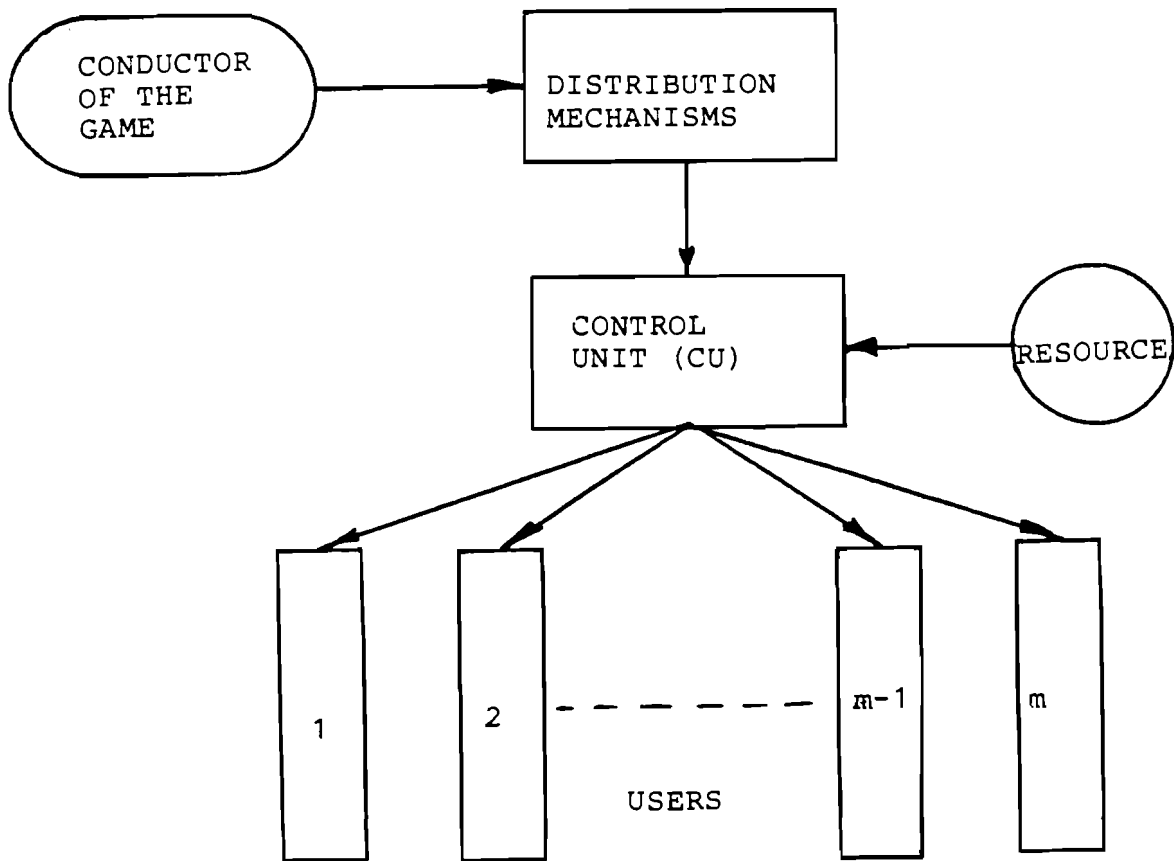 CONDUCTOR
OF THE
GAME
DISTRIBUTION
MECHANISMS
CONTROL
UNIT (CU)
RESOURCE
1
2
m-1
m
USERS